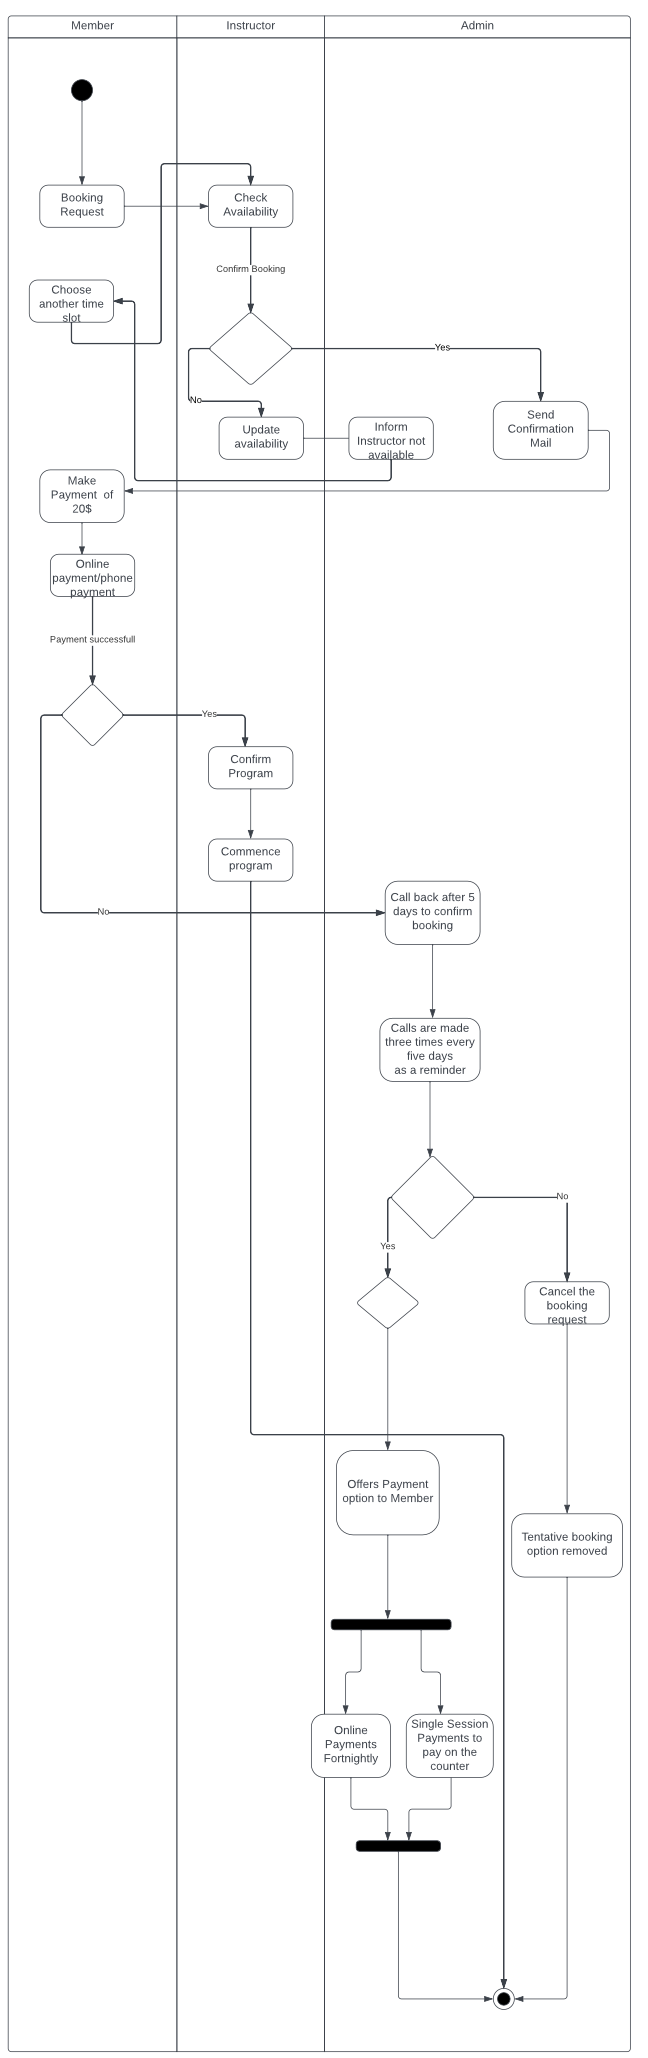 Member
Instructor
Admin
Booking
Request
Check
Availability
Confirm Booking
Choose
another time
slot
Yes
No
Update
availability
Inform
Instructor not
available
Send
Confirmation
Mail
Make
Payment  of
20$
Online
payment/phone
payment
Payment successfull
Yes
Confirm
Program
Commence
program
No
Call back after 5
days to confirm
booking
Calls are made
three times every
five days
as a reminder
No
Yes
Cancel the
booking
request
Offers Payment
option to Member
Tentative booking
option removed
Online
Payments
Fortnightly
Single Session
Payments to
pay on the
counter